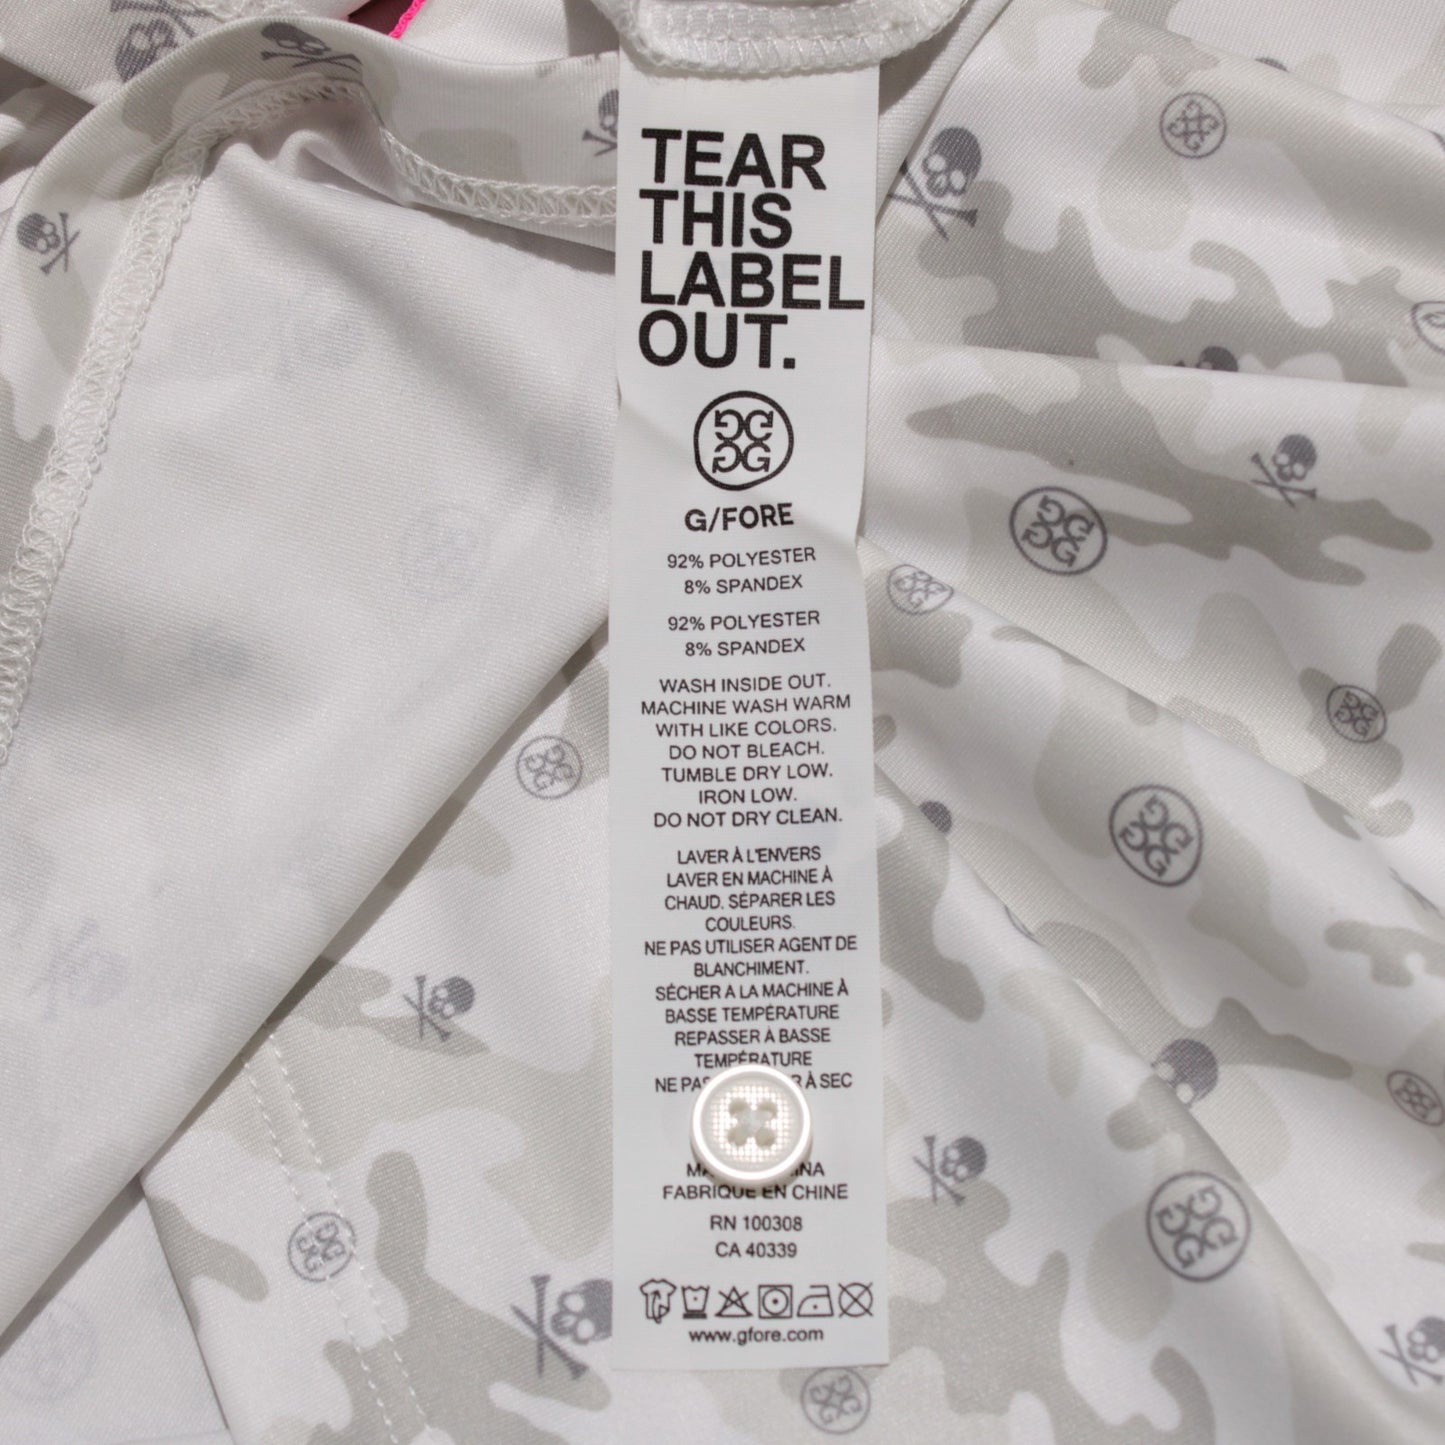 TEAR
THIS
LABEL
OUT.
G/FORE
92% POLYESTER
8% SPANDEX
92% POLYESTER
8% SPANDEX
WASH INSIDE OUT.
MACHINE WASH WARM
WITH LIKE COLORS.
DO NOT BLEACH.
TUMBLE DRY LOW.
IRON LOW.
DO NOT DRY CLEAN.
LAVER À L'ENVERS
LAVER EN MACHINE À
CHAUD. SÉPARER LES
COULEURS.
NE PAS UTILISER AGENT DE
BLANCHIMENT.
SÉCHER A LA MACHINE À
BASSE TEMPÉRATURE
REPASSER À BASSE
TEMPÉRATURE
NE PAS À SEC
FABRIQUE EN CHINE
RN 100308
CA 40339
www.gfore.com